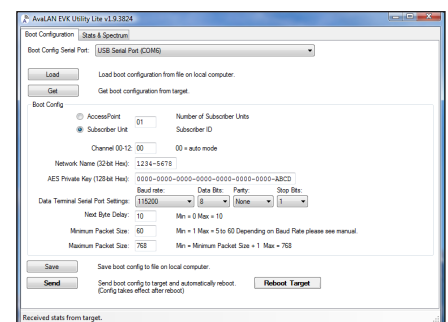 AvaLAN EVK Utility Lite v1.9.3824
Boot Configuration Stats & Spectrum
Boot Config Serial Port: USB Serial Port (COM6)
Load Load boot configuration from file on local computer.
Get Get boot configuration from target.
Boot Config
AccessPoint Number of Subscriber Units
01
Subscriber Unit Subscriber ID
Channel 00-12: 00 00 = auto mode
Network Name (32-bit Hex): 1234-5678
AES Private Key (128-bit Hex): 0000-0000-0000-0000-0000-0000-0000-ABCD
Baud rate: Data Bits: Parity: Stop Bits:
Data Terminal Serial Port Settings: 115200 8 None 1
Next Byte Delay: 10 Min = 0 Max = 10
Minimum Packet Size: 60 Min = 1 Max = 5 to 60 Depending on Baud Rate please see manual.
Maximum Packet Size: 768 Min = Minimum Packet Size + 1 Max = 768
Save Save boot config to file on local computer.
Send Send boot config to target and automatically reboot. Reboot Target
(Config takes effect after reboot)
Received stats from target.